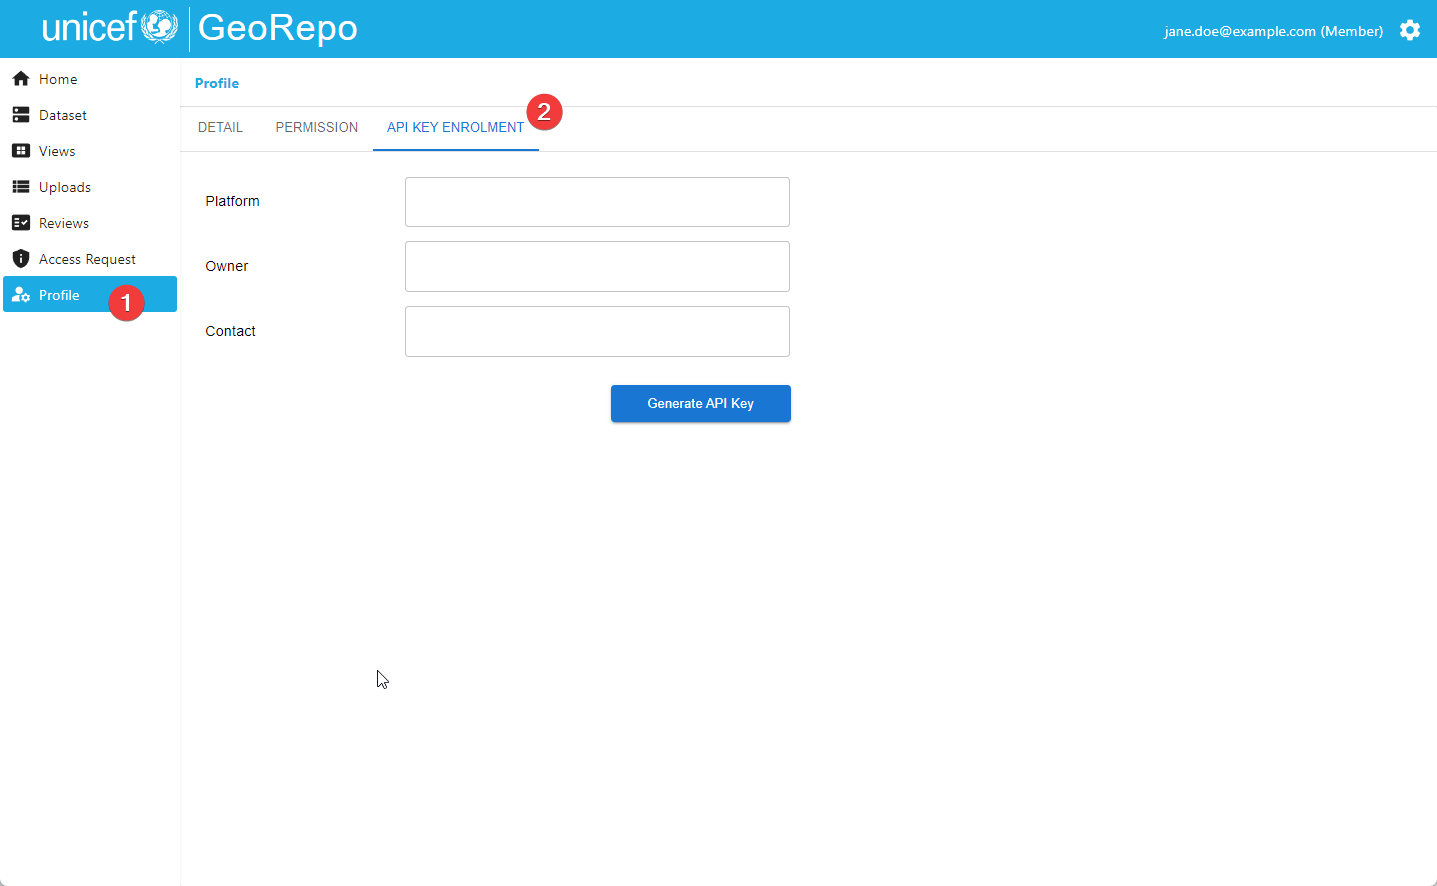 unicef GeoRepo
jane.doe@example.com (Member)
Home
Dataset
Views
Uploads
Reviews
Access Request
Profile
1
Profile
DETAIL
PERMISSION
API KEY ENROLMENT
2
Platform
Owner
Contact
Generate API Key